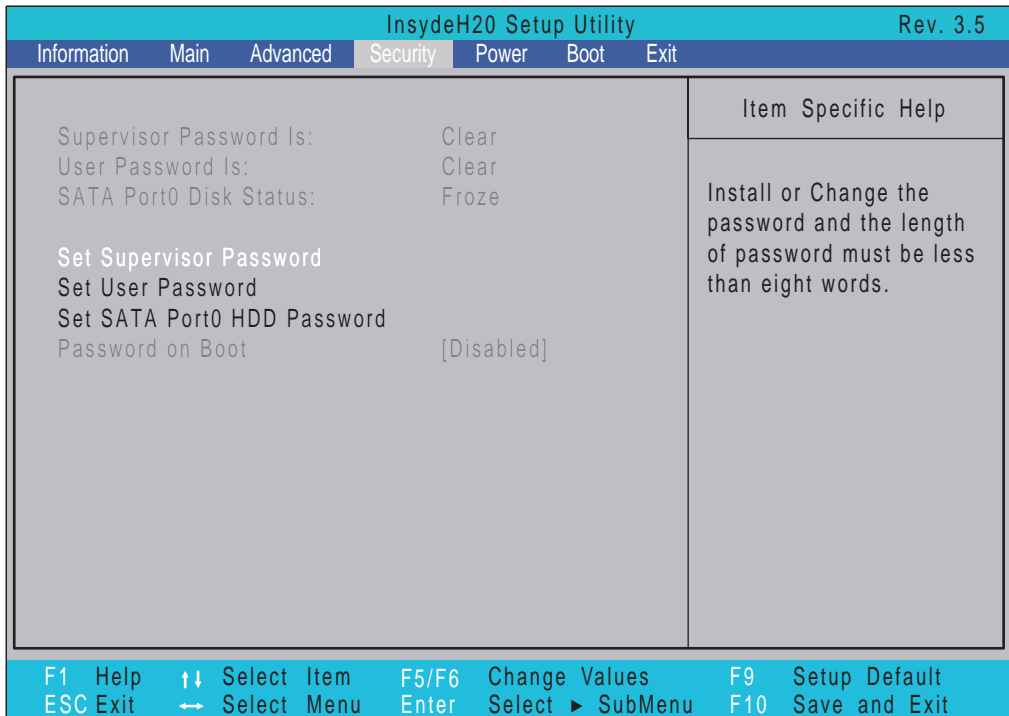 InsydeH20 Setup Utility Rev. 3.5
Information Main Advanced Security Power Boot Exit
Supervisor Password Is: Clear
User Password Is: Clear
SATA Port0 Disk Status: Froze
Set Supervisor Password
Set User Password
Set SATA Port0 HDD Password
Password on Boot [Disabled]
Item Specific Help
Install or Change the
password and the length
of password must be less
than eight words.
F1 Help ↑↓ Select Item F5/F6 Change Values F9 Setup Default
ESC Exit ↔ Select Menu Enter Select ► SubMenu F10 Save and Exit